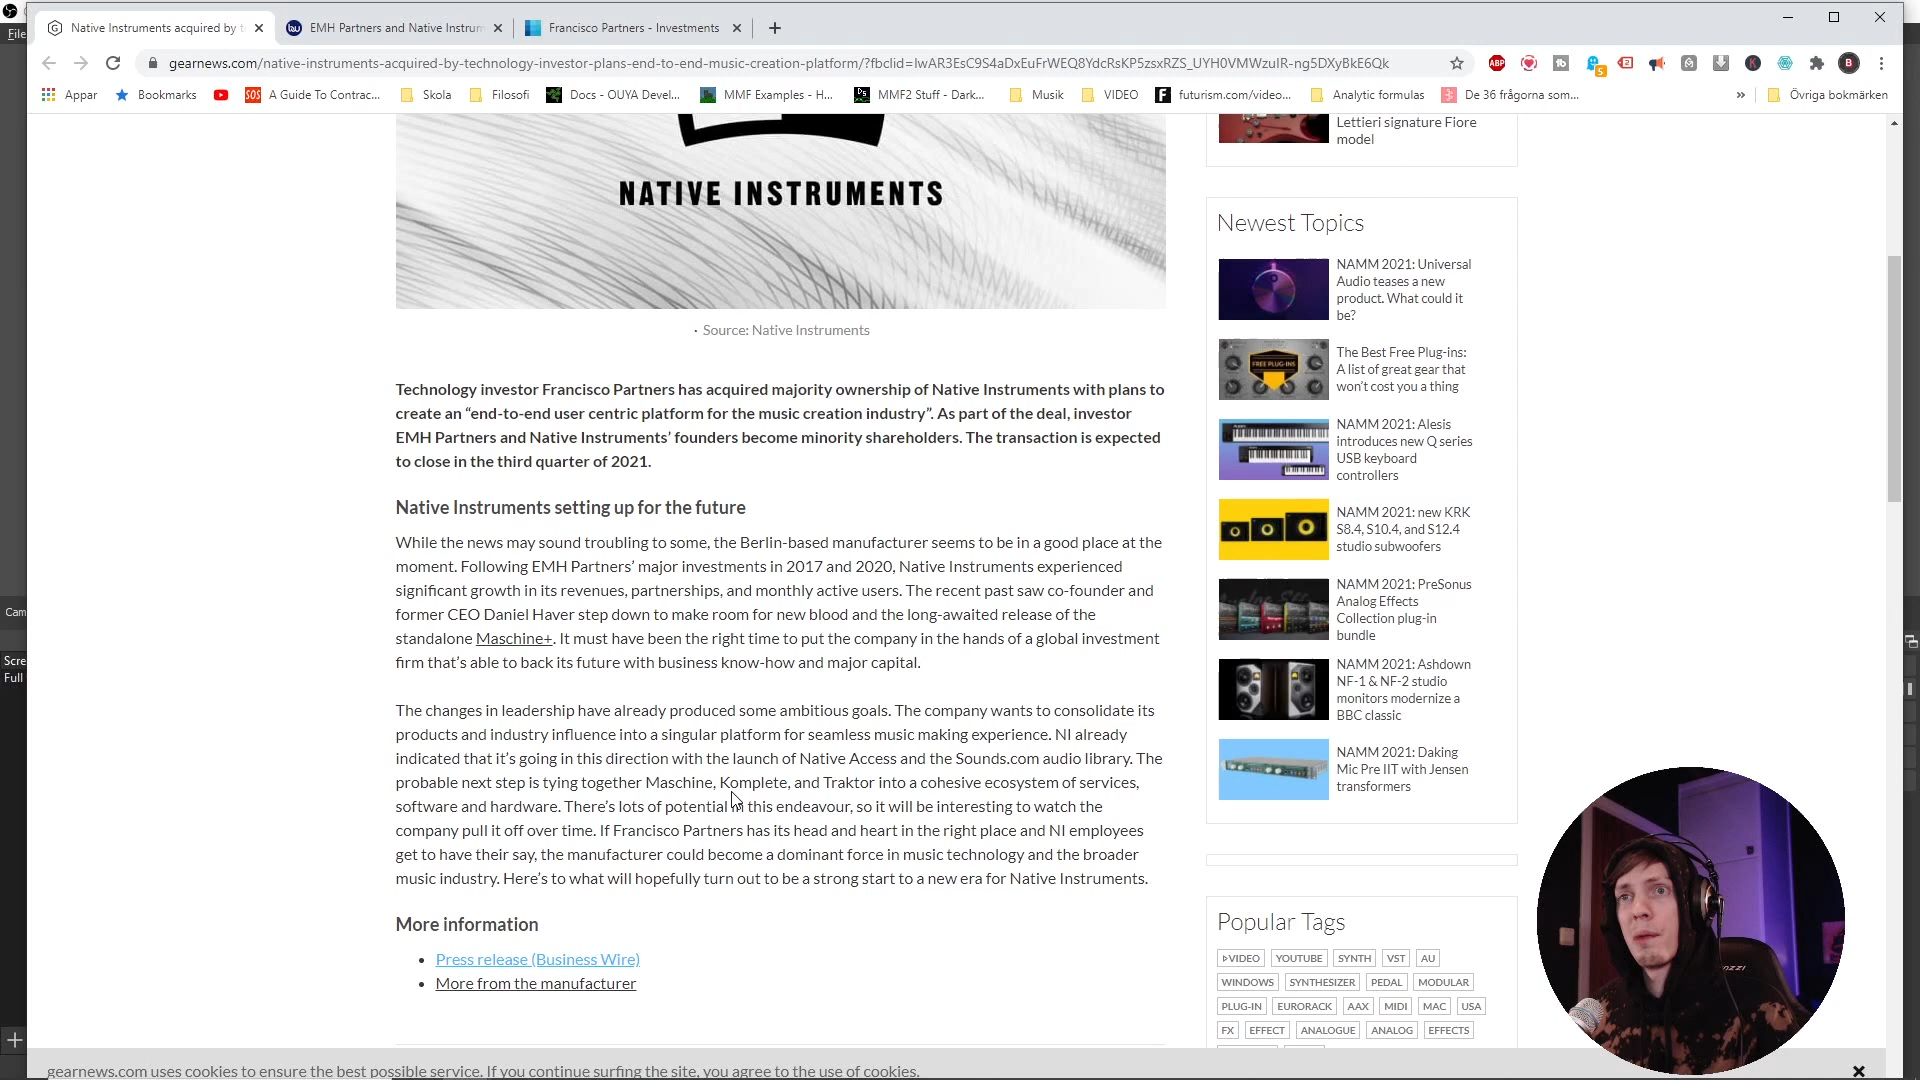 File
Native Instruments acquired by t
EMH Partners and Native Instrum
Francisco Partners - Investments
gearnews.com/native-instruments-acquired-by-technology-investor-plans-end-to-end-music-creation-platform/?fbclid=IwAR3EsC9S4aDxEuFrWEQ8YdcRsKP5zsxRZS_UYH0VMWzuIR-ng5DXyBkE6Qk
ABP
5
K
B
Appar
Bookmarks
SOS
A Guide To Contrac...
Skola
Filosofi
Docs - OUYA Devel...
MMF Examples - H...
MMF2 Stuff - Dark...
Musik
VIDEO
F
futurism.com/video...
Analytic formulas
De 36 frågorna som...
»
Övriga bokmärken
NATIVE INSTRUMENTS
· Source: Native Instruments
Technology investor Francisco Partners has acquired majority ownership of Native Instruments with plans to
create an “end-to-end user centric platform for the music creation industry”. As part of the deal, investor
EMH Partners and Native Instruments’ founders become minority shareholders. The transaction is expected
to close in the third quarter of 2021.
Native Instruments setting up for the future
While the news may sound troubling to some, the Berlin-based manufacturer seems to be in a good place at the
moment. Following EMH Partners’ major investments in 2017 and 2020, Native Instruments experienced
significant growth in its revenues, partnerships, and monthly active users. The recent past saw co-founder and
former CEO Daniel Haver step down to make room for new blood and the long-awaited release of the
standalone Maschine+. It must have been the right time to put the company in the hands of a global investment
firm that’s able to back its future with business know-how and major capital.
The changes in leadership have already produced some ambitious goals. The company wants to consolidate its
products and industry influence into a singular platform for seamless music making experience. NI already
indicated that it’s going in this direction with the launch of Native Access and the Sounds.com audio library. The
probable next step is tying together Maschine, Komplete, and Traktor into a cohesive ecosystem of services,
software and hardware. There’s lots of potential in this endeavour, so it will be interesting to watch the
company pull it off over time. If Francisco Partners has its head and heart in the right place and NI employees
get to have their say, the manufacturer could become a dominant force in music technology and the broader
music industry. Here’s to what will hopefully turn out to be a strong start to a new era for Native Instruments.
More information
• Press release (Business Wire)
• More from the manufacturer
Lettieri signature Fiore
model
Newest Topics
NAMM 2021: Universal
Audio teases a new
product. What could it
be?
FREE PLUG-INS
The Best Free Plug-ins:
A list of great gear that
won’t cost you a thing
NAMM 2021: Alesis
introduces new Q series
USB keyboard
controllers
NAMM 2021: new KRK
S8.4, S10.4, and S12.4
studio subwoofers
NAMM 2021: PreSonus
Analog Effects
Collection plug-in
bundle
NAMM 2021: Ashdown
NF-1 & NF-2 studio
monitors modernize a
BBC classic
NAMM 2021: Daking
Mic Pre IIT with Jensen
transformers
Popular Tags
VIDEO YOUTUBE SYNTH VST AU
WINDOWS SYNTHESIZER PEDAL MODULAR
PLUG-IN EURORACK AAX MIDI MAC USA
FX EFFECT ANALOGUE ANALOG EFFECTS
gearnews.com uses cookies to ensure the best possible service. If you continue surfing the site, you agree to the use of cookies.
Cam
Scre
Full